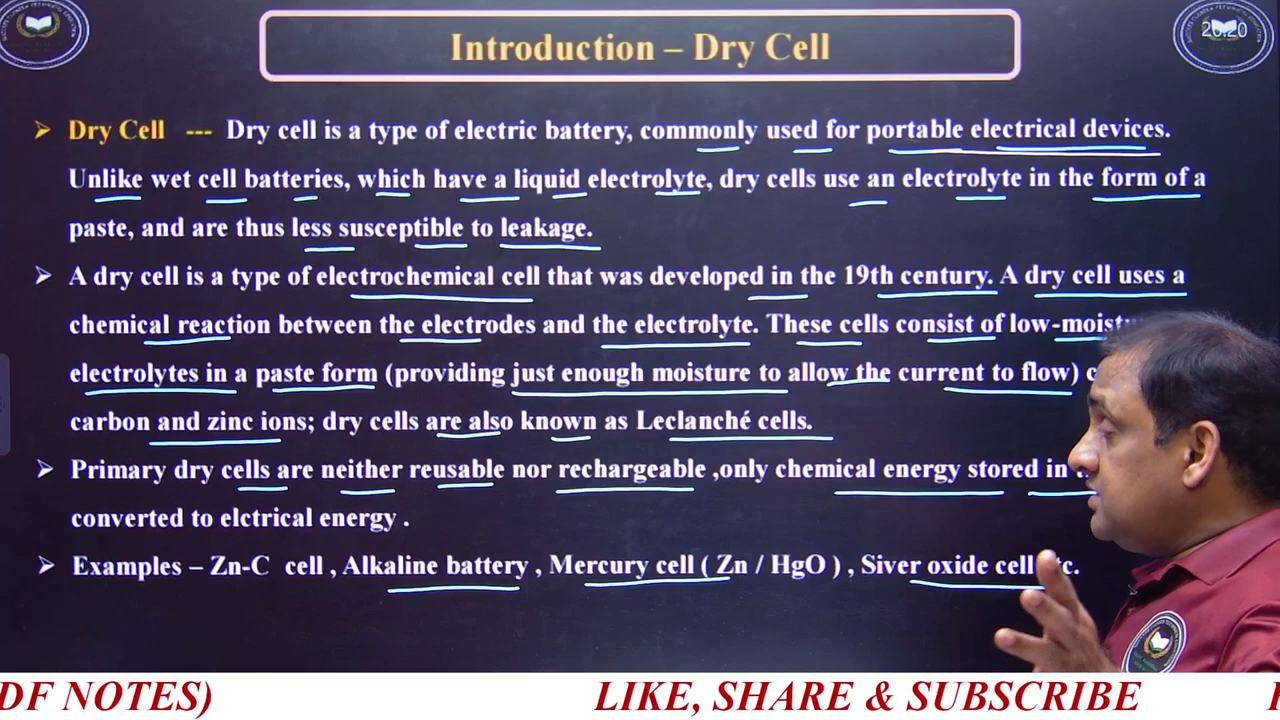 20:20
Introduction – Dry Cell
➤ Dry Cell --- Dry cell is a type of electric battery, commonly used for portable electrical devices.
Unlike wet cell batteries, which have a liquid electrolyte, dry cells use an electrolyte in the form of a
paste, and are thus less susceptible to leakage.
➤ A dry cell is a type of electrochemical cell that was developed in the 19th century. A dry cell uses a
chemical reaction between the electrodes and the electrolyte. These cells consist of low-moist
electrolytes in a paste form (providing just enough moisture to allow the current to flow)
carbon and zinc ions; dry cells are also known as Leclanché cells.
➤ Primary dry cells are neither reusable nor rechargeable ,only chemical energy stored in
converted to elctrical energy .
➤ Examples – Zn-C cell , Alkaline battery , Mercury cell ( Zn / HgO ) , Siver oxide cell tc.
DF NOTES) LIKE, SHARE & SUBSCRIBE